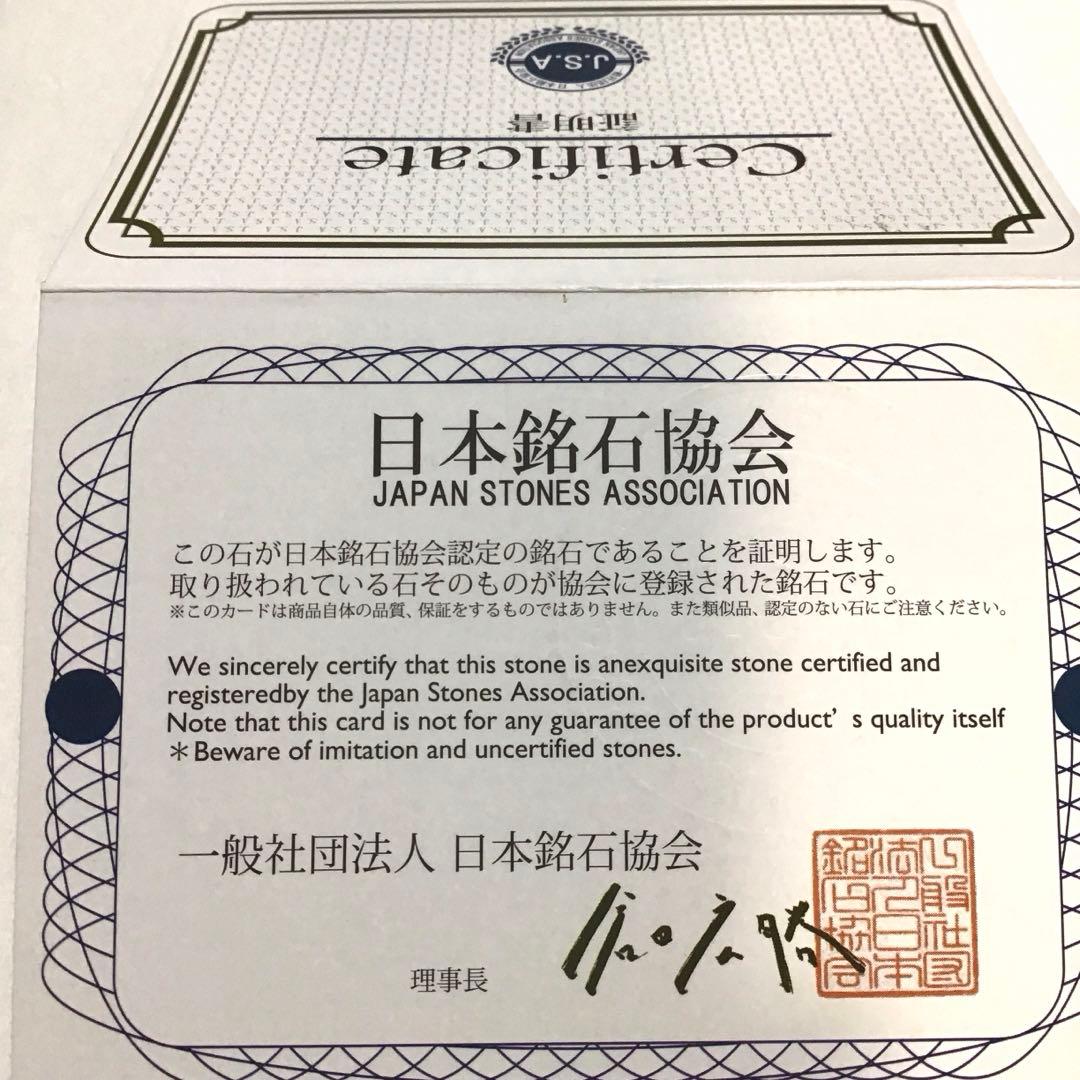 J.S.A
証明書
Certificate
日本銘石協会
JAPAN STONES ASSOCIATION
この石が日本銘石協会認定の銘石であることを証明します。
取り扱われている石そのものが協会に登録された銘石です。
※このカードは商品自体の品質、保証をするものではありません。また類似品、認定のない石にご注意ください。
We sincerely certify that this stone is anexquisite stone certified and
registeredby the Japan Stones Association.
Note that this card is not for any guarantee of the product’ s quality itself
＊Beware of imitation and uncertified stones.
一般社団法人 日本銘石協会
理事長